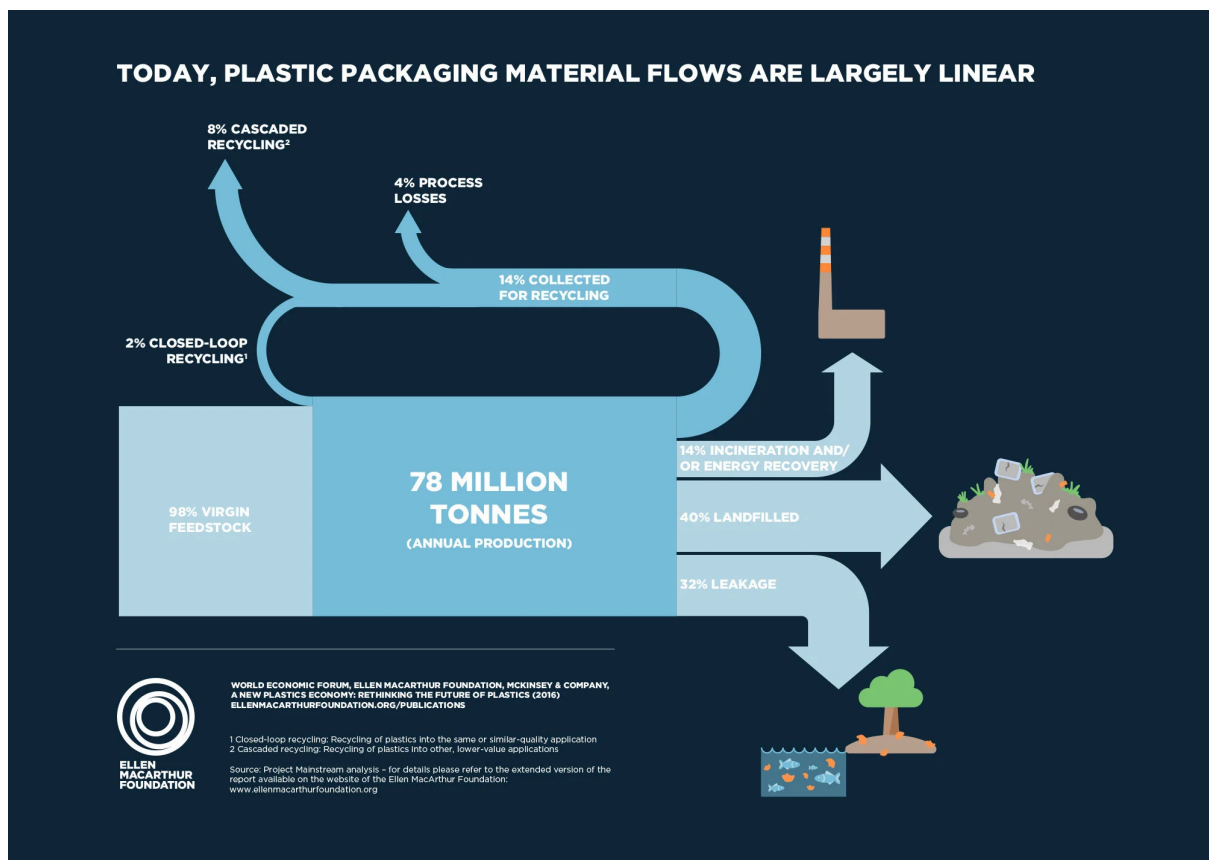 TODAY, PLASTIC PACKAGING MATERIAL FLOWS ARE LARGELY LINEAR
8% CASCADED
RECYCLING²
4% PROCESS
LOSSES
14% COLLECTED
FOR RECYCLING
2% CLOSED-LOOP
RECYCLING¹
98% VIRGIN
FEEDSTOCK
78 MILLION
TONNES
(ANNUAL PRODUCTION)
14% INCINERATION AND/
OR ENERGY RECOVERY
40% LANDFILLED
32% LEAKAGE
ELLEN
MACARTHUR
FOUNDATION
WORLD ECONOMIC FORUM, ELLEN MACARTHUR FOUNDATION, MCKINSEY & COMPANY,
A NEW PLASTICS ECONOMY: RETHINKING THE FUTURE OF PLASTICS (2016)
ELLENMACARTHURFOUNDATION.ORG/PUBLICATIONS
1 Closed-loop recycling: Recycling of plastics into the same or similar-quality application
2 Cascaded recycling: Recycling of plastics into other, lower-value applications
Source: Project Mainstream analysis – for details please refer to the extended version of the
report available on the website of the Ellen MacArthur Foundation:
www.ellenmacarthurfoundation.org